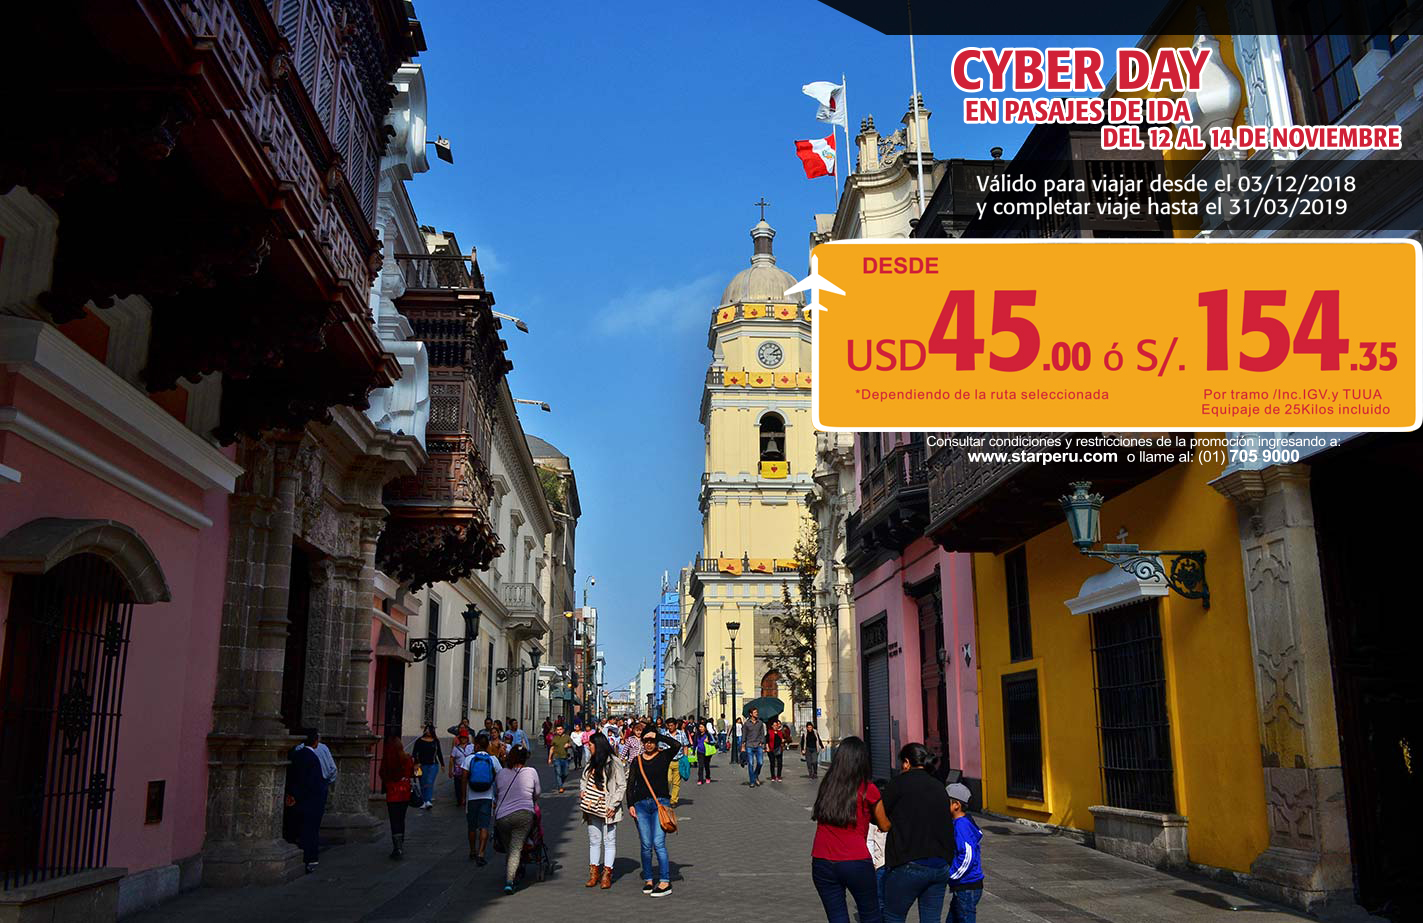 CYBER DAY
EN PASAJES DE IDA
DEL 12 AL 14 DE NOVIEMBRE
Válido para viajar desde el 03/12/2018
y completar viaje hasta el 31/03/2019
DESDE
USD 45.00 ó S/. 154.35
*Dependiendo de la ruta seleccionada
Por tramo /Inc.IGV.y TUUA
Equipaje de 25Kilos incluido
Consultar condiciones y restricciones de la promoción ingresando a:
www.starperu.com o llame al: (01) 705 9000